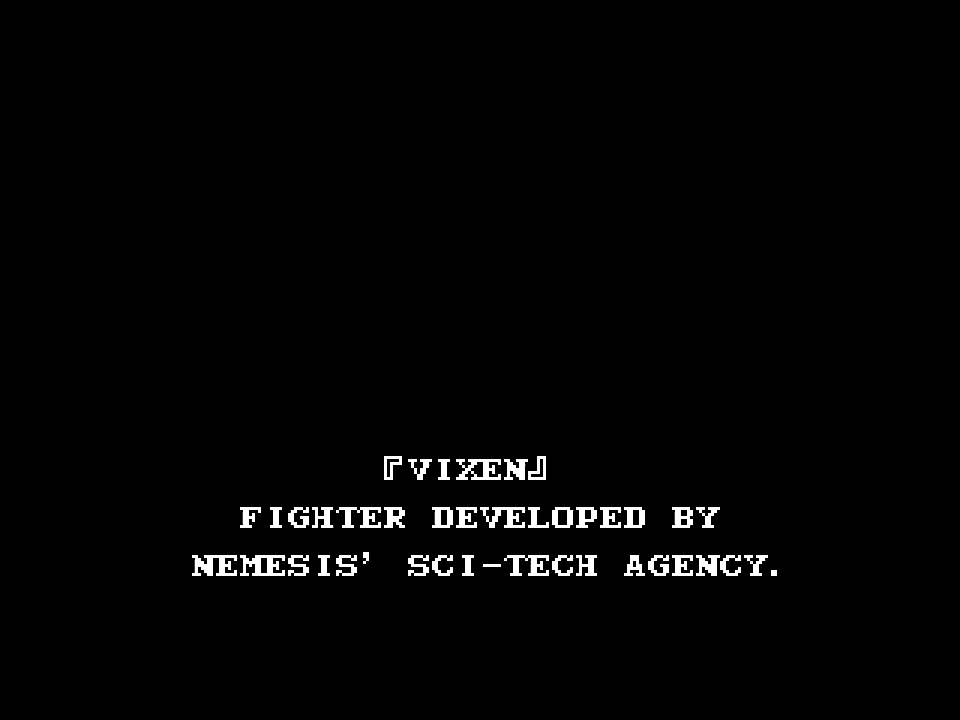 『VIXEN』
FIGHTER DEVELOPED BY
NEMESIS' SCI-TECH AGENCY.